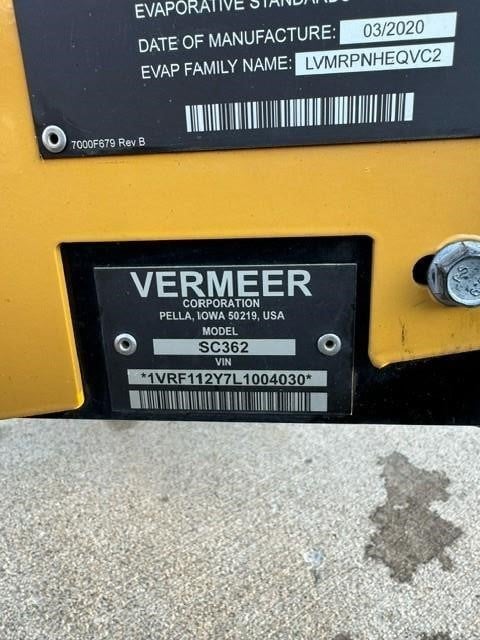 EVAPORATIVE STANDARDS
DATE OF MANUFACTURE: 03/2020
EVAP FAMILY NAME: LVMRPNHEQVC2
7000F679 Rev B
VERMEER
CORPORATION
PELLA, IOWA 50219, USA
MODEL
SC362
VIN
*1VRF112Y7L1004030*